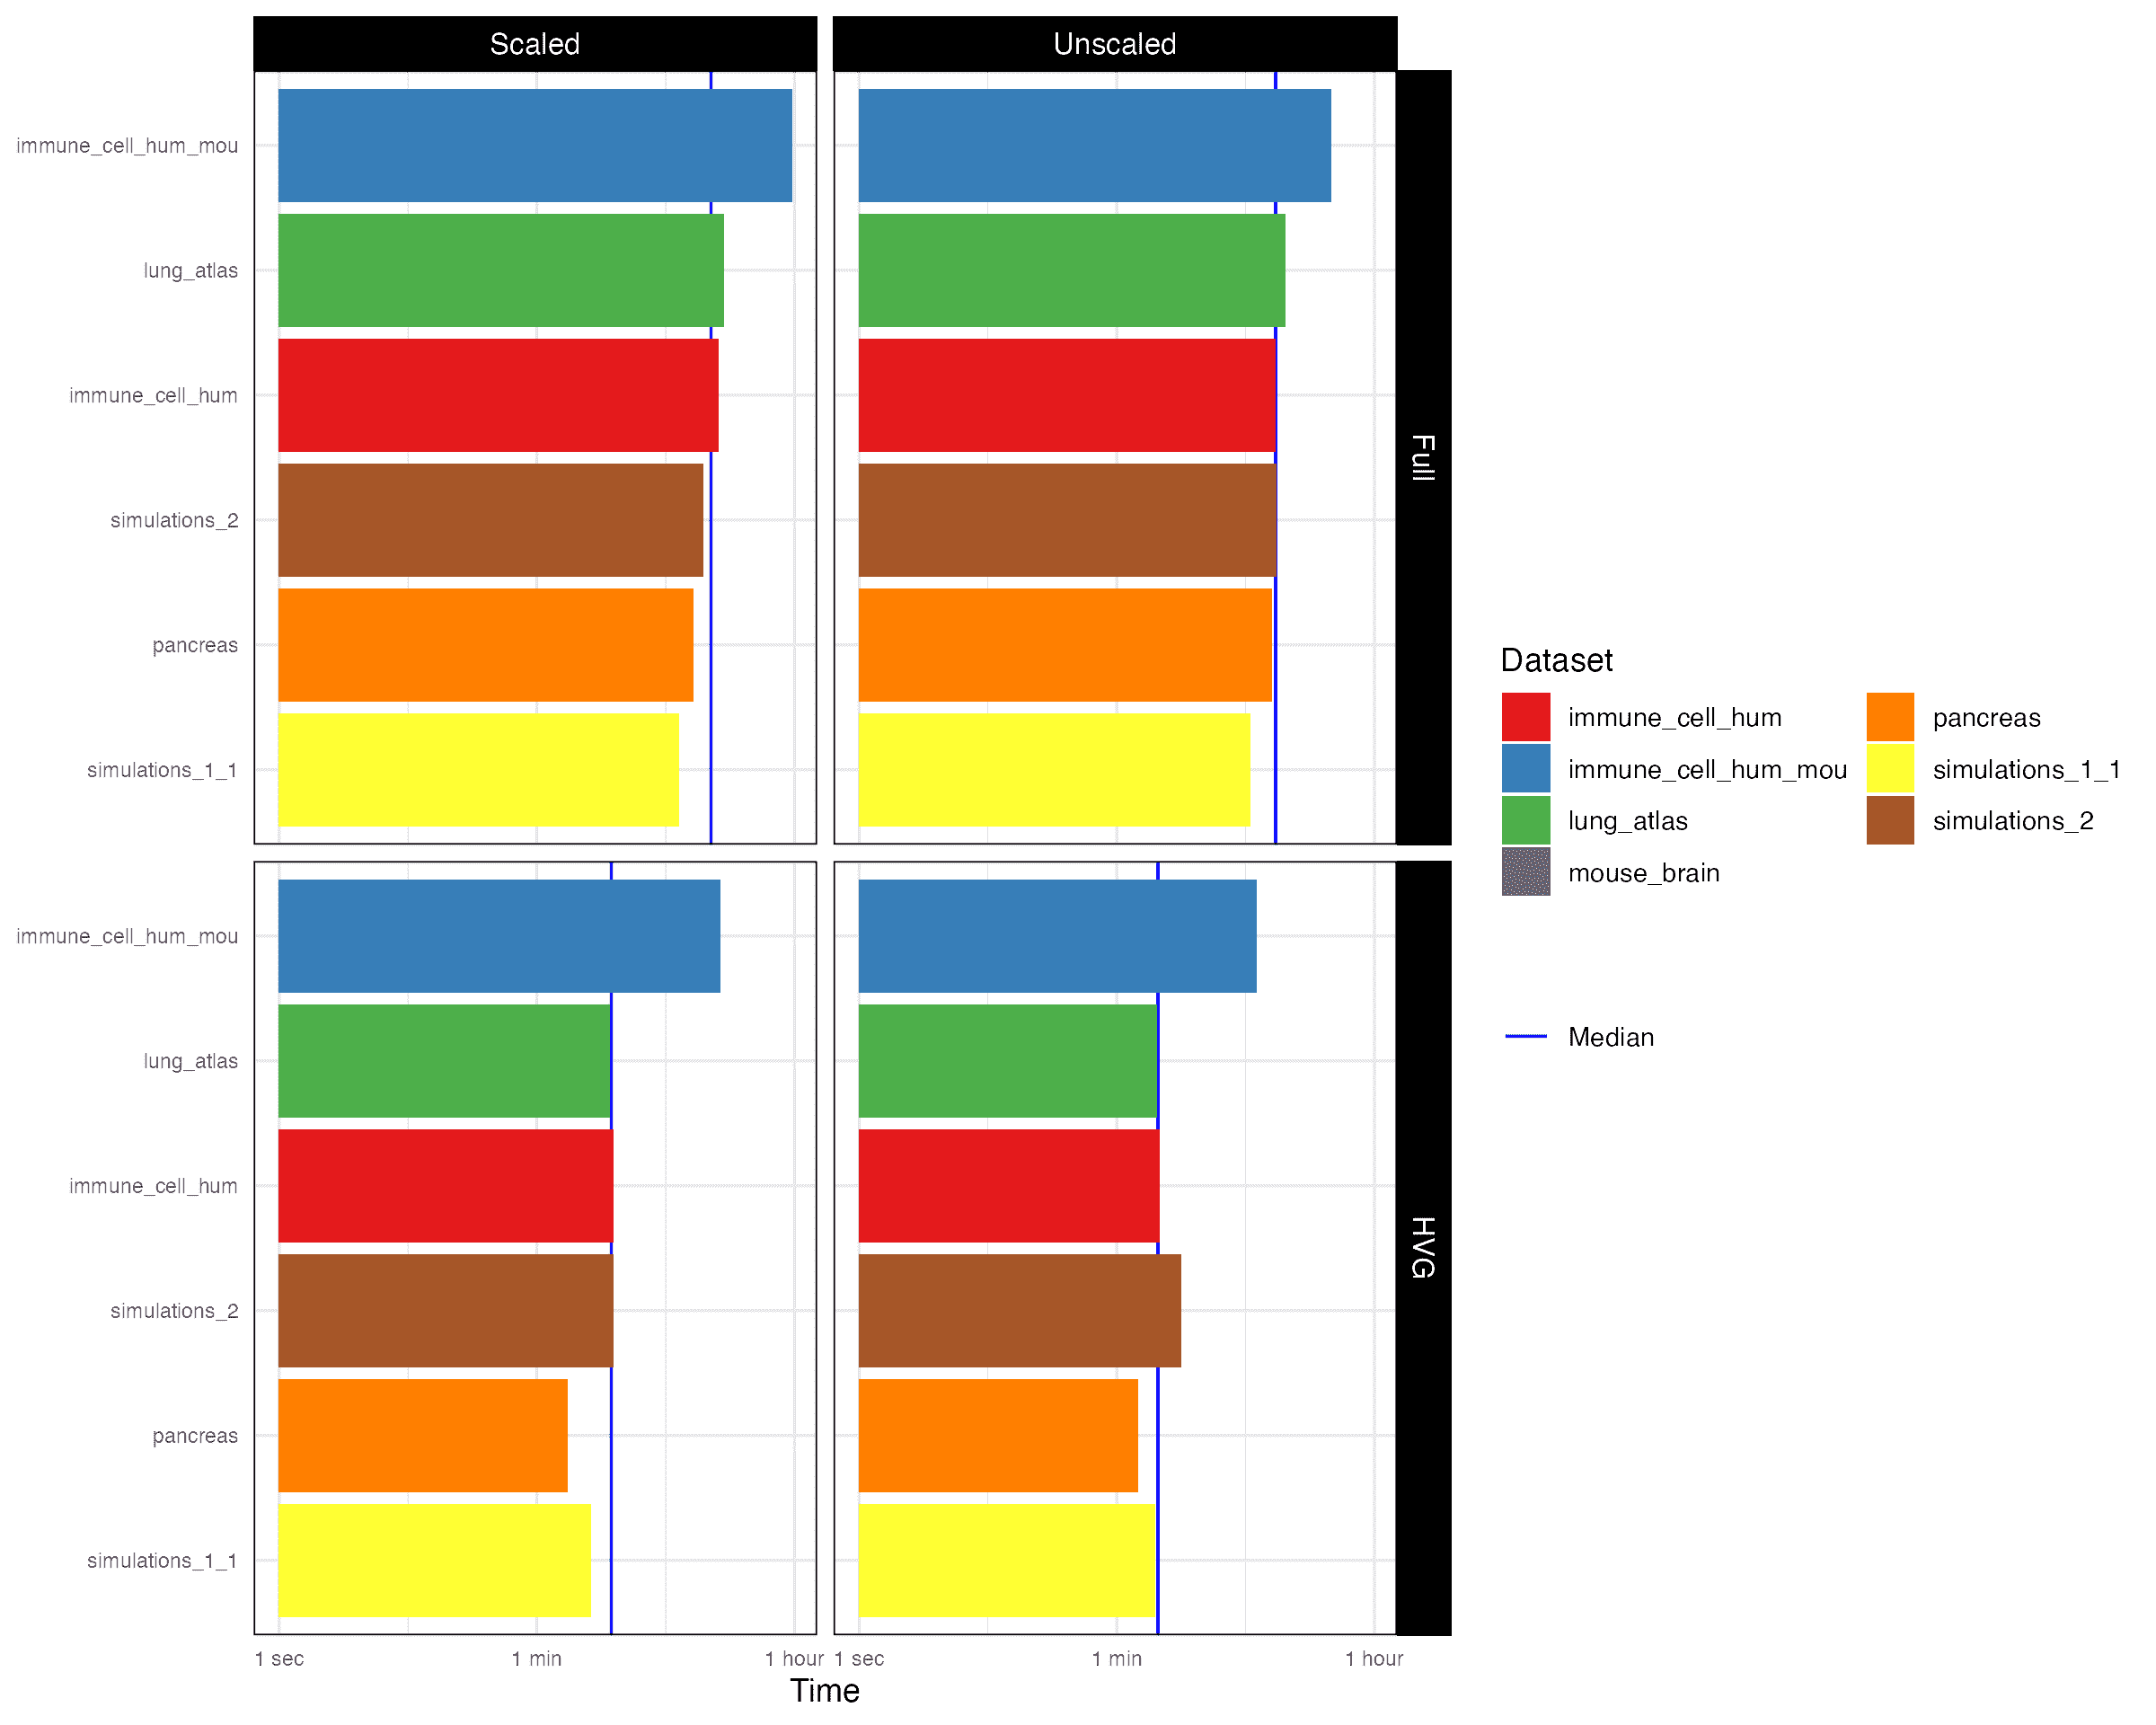 Scaled
Unscaled
Full
immune_cell_hum_mou
lung_atlas
immune_cell_hum
simulations_2
pancreas
simulations_1_1
HVG
immune_cell_hum_mou
lung_atlas
immune_cell_hum
simulations_2
pancreas
simulations_1_1
1 sec 1 min 1 hour 1 sec 1 min 1 hour
Time
Dataset
immune_cell_hum
immune_cell_hum_mou
lung_atlas
mouse_brain
pancreas
simulations_1_1
simulations_2
Median